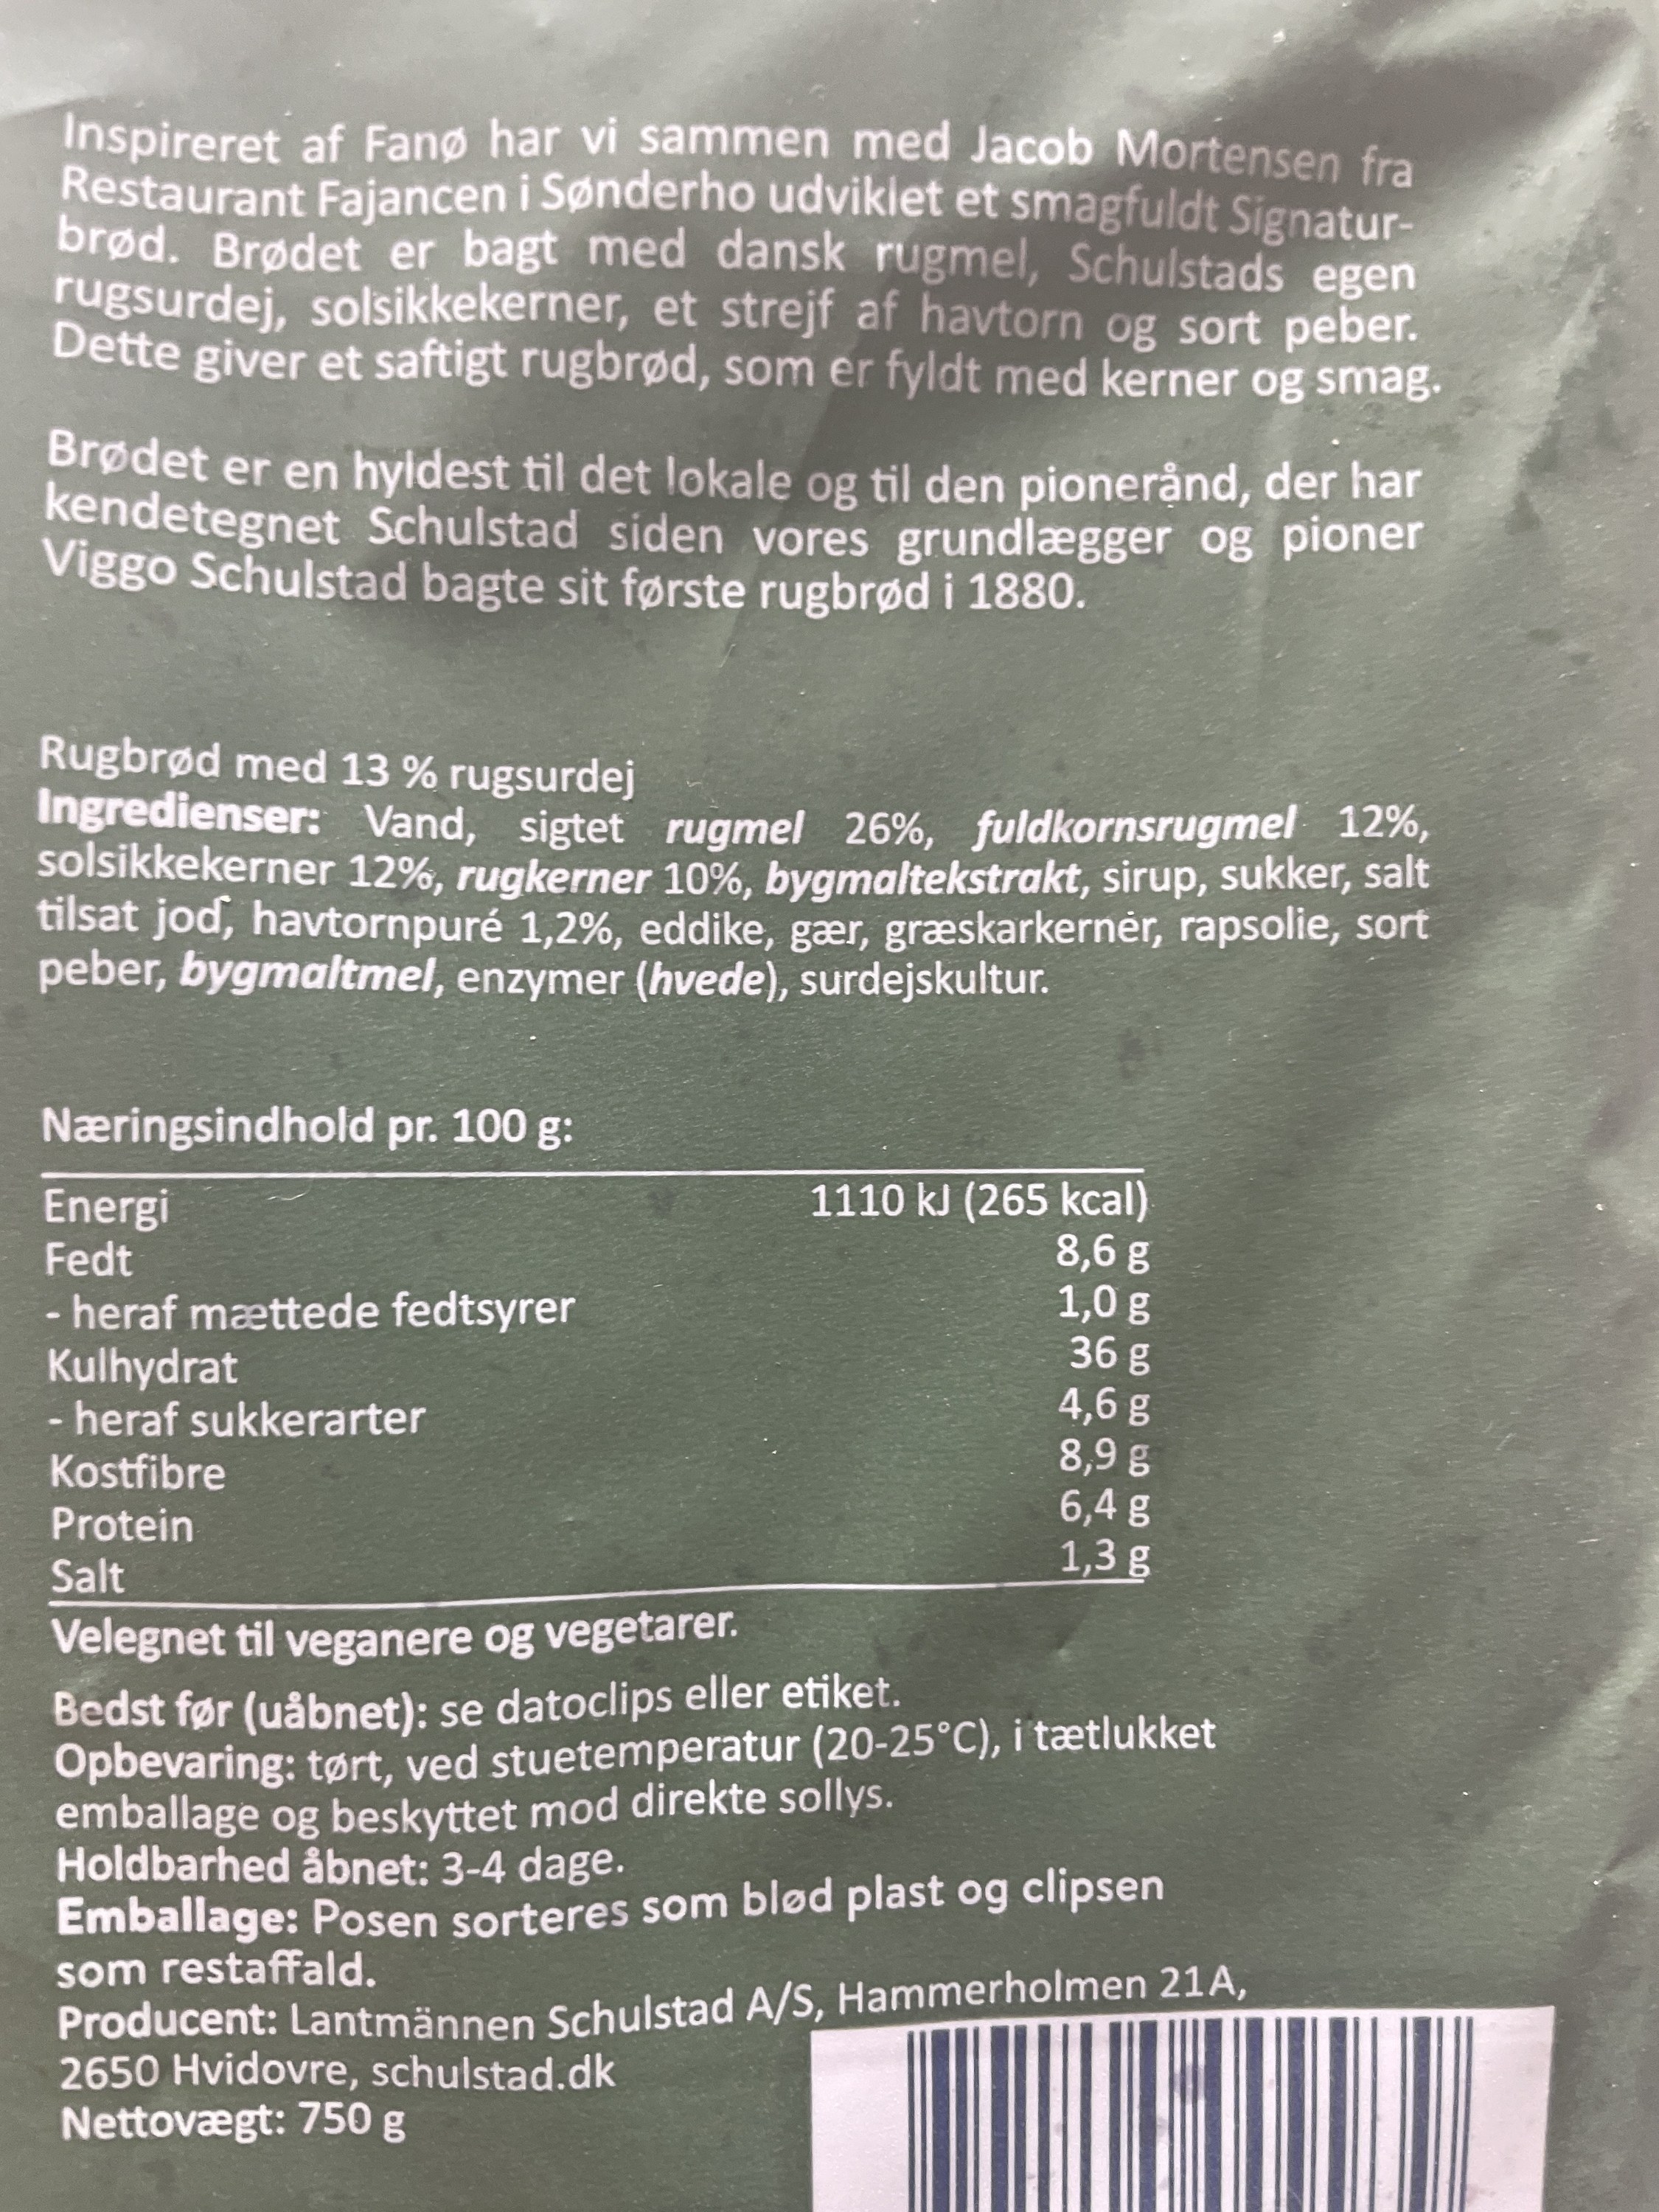 Inspireret af Fanø har vi sammen med Jacob Mortensen fra
Restaurant Fajancen i Sønderho udviklet et smagfuldt Signatur-
brød. Brødet er bagt med dansk rugmel, Schulstads egen
rugsurdej, solsikkekerner, et strejf af havtorn og sort peber.
Dette giver et saftigt rugbrød, som er fyldt med kerner og smag.
Brødet er en hyldest til det lokale og til den pionerånd, der har
kendetegnet Schulstad siden vores grundlægger og pioner
Viggo Schulstad bagte sit første rugbrød i 1880.
Rugbrød med 13 % rugsurdej
Ingredienser: Vand, sigtet rugmel 26%, fuldkornsrugmel 12%,
solsikkekerner 12%, rugkerner 10%, bygmaltekstrakt, sirup, sukker, salt
tilsat jod, havtornpuré 1,2%, eddike, gær, græskarkerner, rapsolie, sort
peber, bygmaltmel, enzymer (hvede), surdejskultur.
Næringsindhold pr. 100 g:
Energi 1110 kJ (265 kcal)
Fedt 8,6 g
- heraf mættede fedtsyrer 1,0 g
Kulhydrat 36 g
- heraf sukkerarter 4,6 g
Kostfibre 8,9 g
Protein 6,4 g
Salt 1,3 g
Velegnet til veganere og vegetarer.
Bedst før (uåbnet): se datoclips eller etiket.
Opbevaring: tørt, ved stuetemperatur (20-25°C), i tætlukket
emballage og beskyttet mod direkte sollys.
Holdbarhed åbnet: 3-4 dage.
Emballage: Posen sorteres som blød plast og clipsen
som restaffald.
Producent: Lantmännen Schulstad A/S, Hammerholmen 21A,
2650 Hvidovre, schulstad.dk
Nettovægt: 750 g